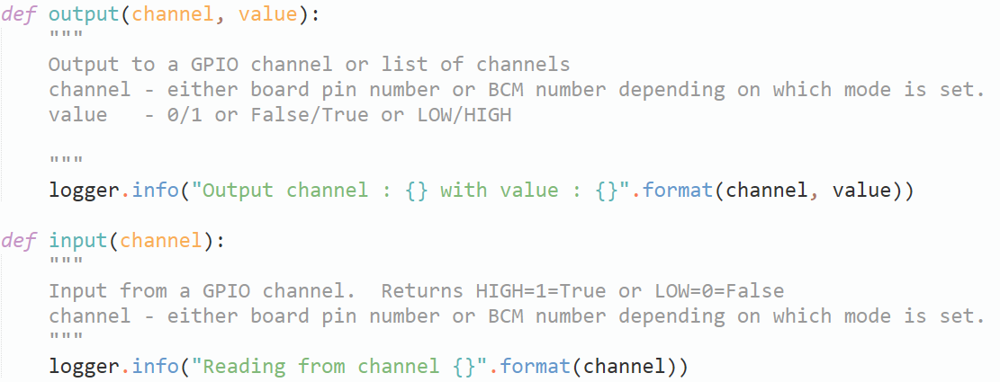 def output(channel, value):
    """
    Output to a GPIO channel or list of channels
    channel - either board pin number or BCM number depending on which mode is set.
    value   - 0/1 or False/True or LOW/HIGH

    """
    logger.info("Output channel : {} with value : {}".format(channel, value))

def input(channel):
    """
    Input from a GPIO channel.  Returns HIGH=1=True or LOW=0=False
    channel - either board pin number or BCM number depending on which mode is set.
    """
    logger.info("Reading from channel {}".format(channel))